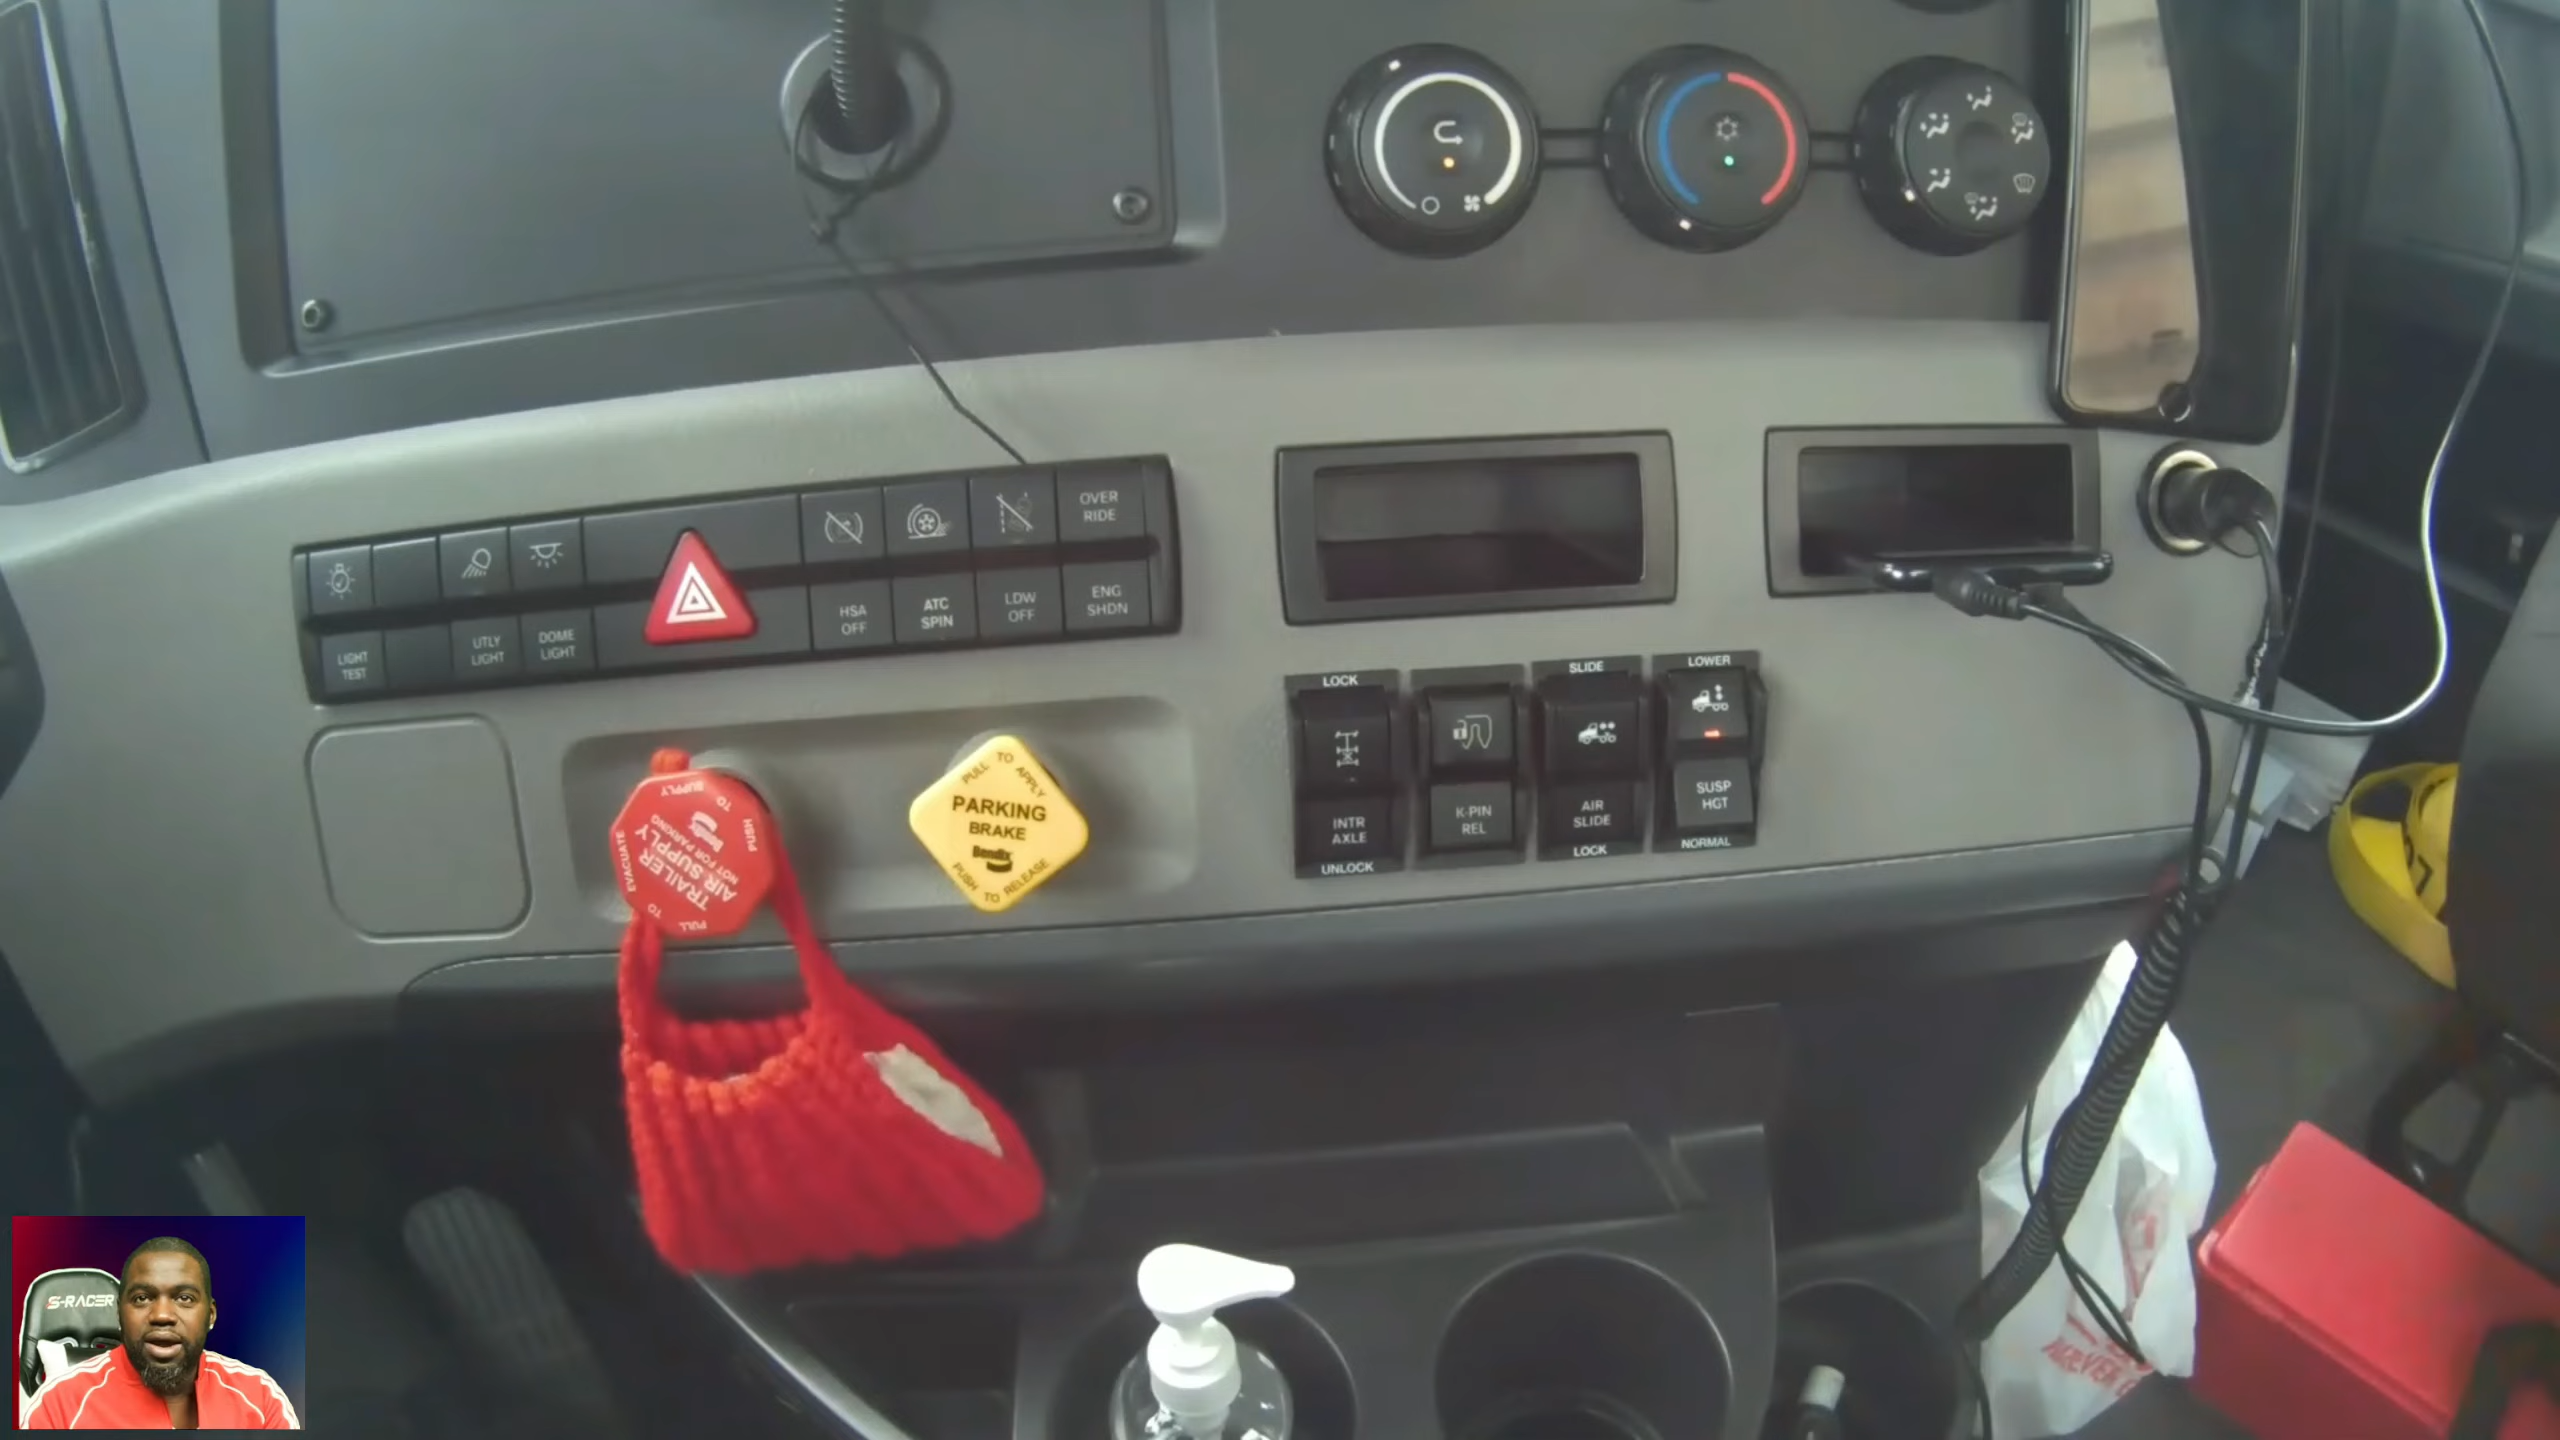 OVER
RIDE
LIGHT
TEST
UTLY
LIGHT
DOME
LIGHT
HSA
OFF
ATC
SPIN
LDW
OFF
ENG
SHDN
LOCK
INTR
AXLE
UNLOCK
K-PIN
REL
SLIDE
AIR
SLIDE
LOCK
LOWER
SUSP
HGT
NORMAL
PUSH TO SUPPLY
TRAILER
AIR SUPPLY
NOT FOR PARKING
Bendix
PULL TO EVACUATE
PULL TO APPLY
PARKING
BRAKE
Bendix
PUSH TO RELEASE
S-RACER